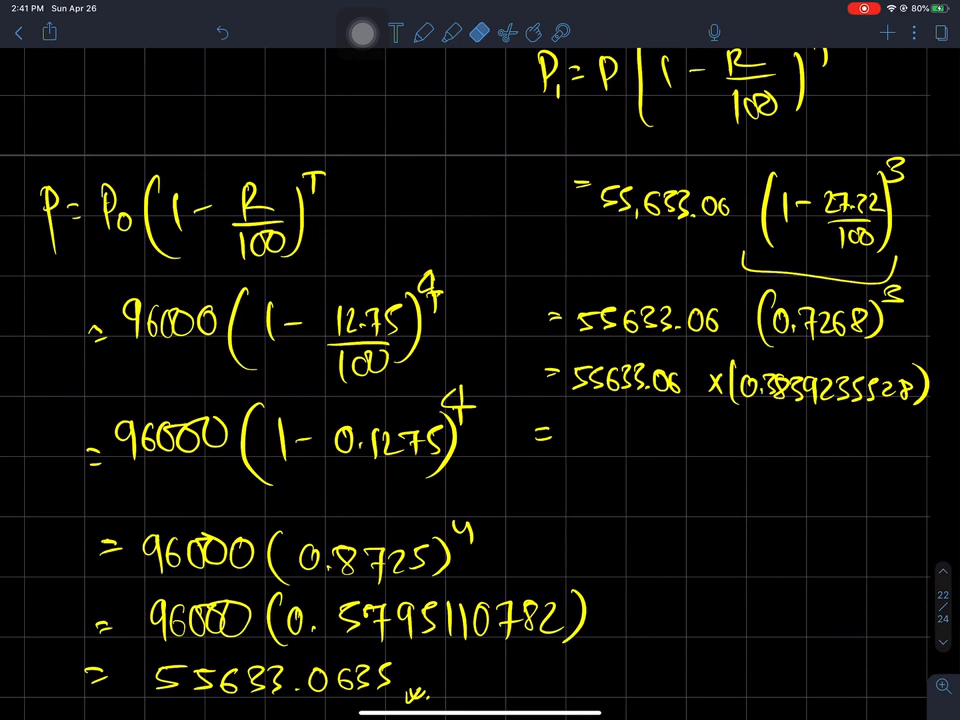 2:41 PM Sun Apr 26
80%
T
P₁ = P (1 - R/100)
P = P₀ (1 - R/100)ᵀ
= 96000 (1 - 12.75/100)⁴
= 96000 (1 - 0.1275)⁴
= 96000 (0.8725)⁴
= 96000 (0.5795110782)
= 55633.0635
= 55,633.06 (1 - 27.32/100)³
= 55633.06 (0.7268)³
= 55633.06 × (0.3839235528)
=
22
/
24